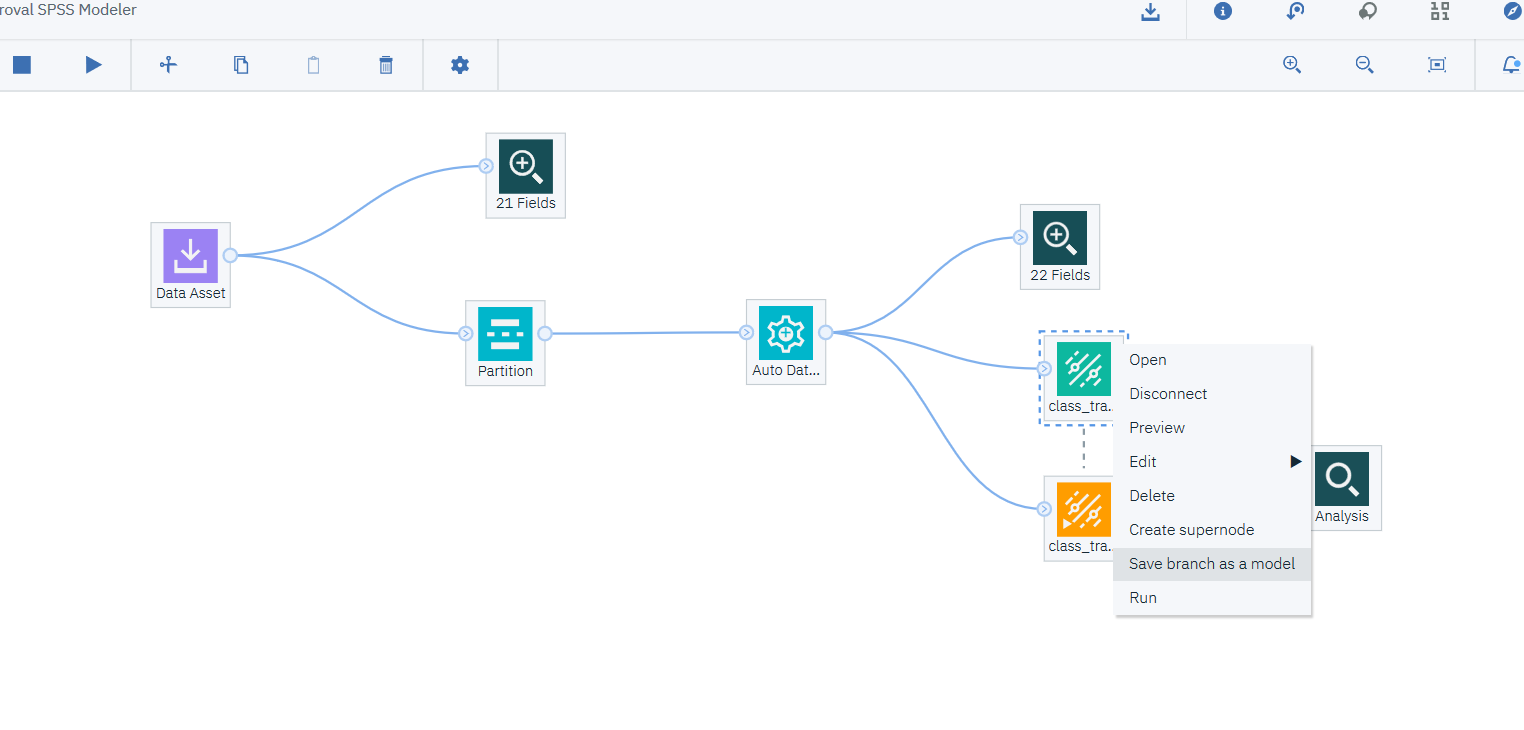 roval SPSS Modeler
21 Fields
Data Asset
22 Fields
Partition
Auto Dat...
class_tra...
Open
Disconnect
Preview
Edit
Delete
Create supernode
Save branch as a model
Run
class_tra...
Analysis